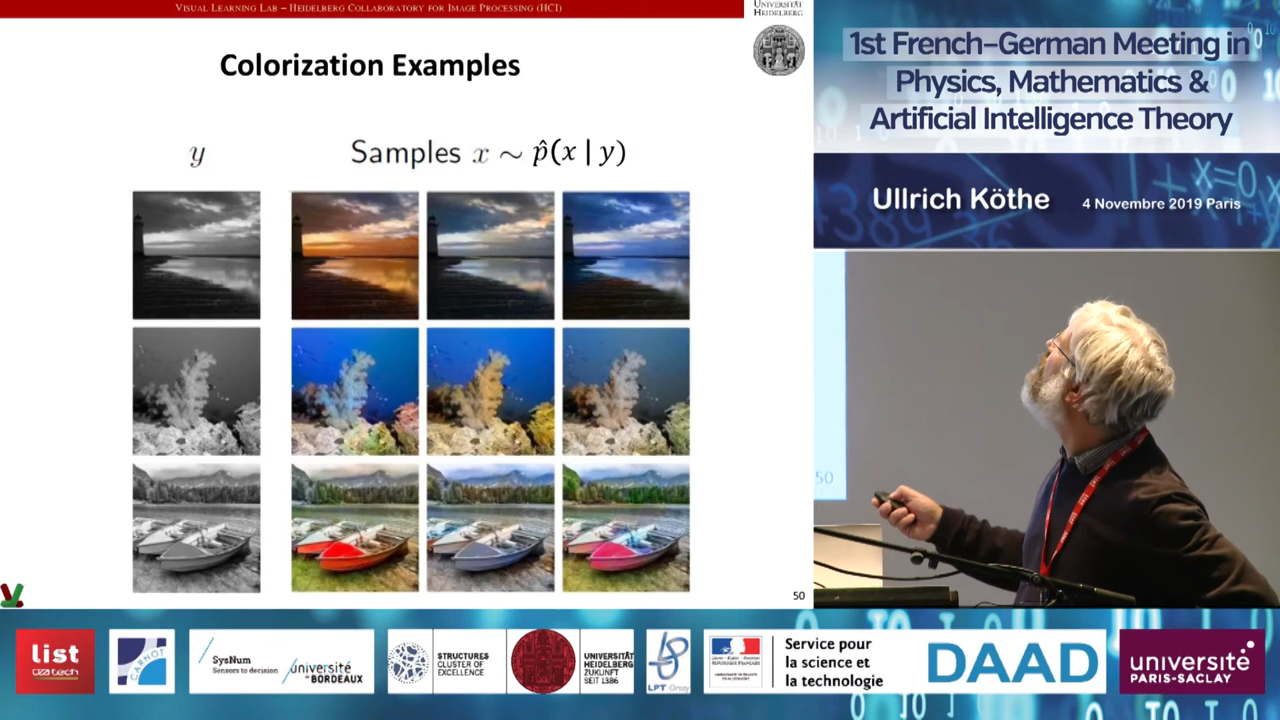 VISUAL LEARNING LAB – HEIDELBERG COLLABORATORY FOR IMAGE PROCESSING (HCI)
UNIVERSITÄT
HEIDELBERG
Colorization Examples
y
Samples x ~ p̂(x | y)
50
1st French–German Meeting in
Physics, Mathematics &
Artificial Intelligence Theory
Ullrich Köthe
4 Novembre 2019 Paris
50
list
cea tech
CARNOT
SysNum
Sensors to decision
université
de BORDEAUX
STRUCTURES
CLUSTER OF
EXCELLENCE
UNIVERSITÄT
HEIDELBERG
ZUKUNFT
SEIT 1386
LPT Orsay
Service pour
la science et
la technologie
DAAD
université
PARIS-SACLAY